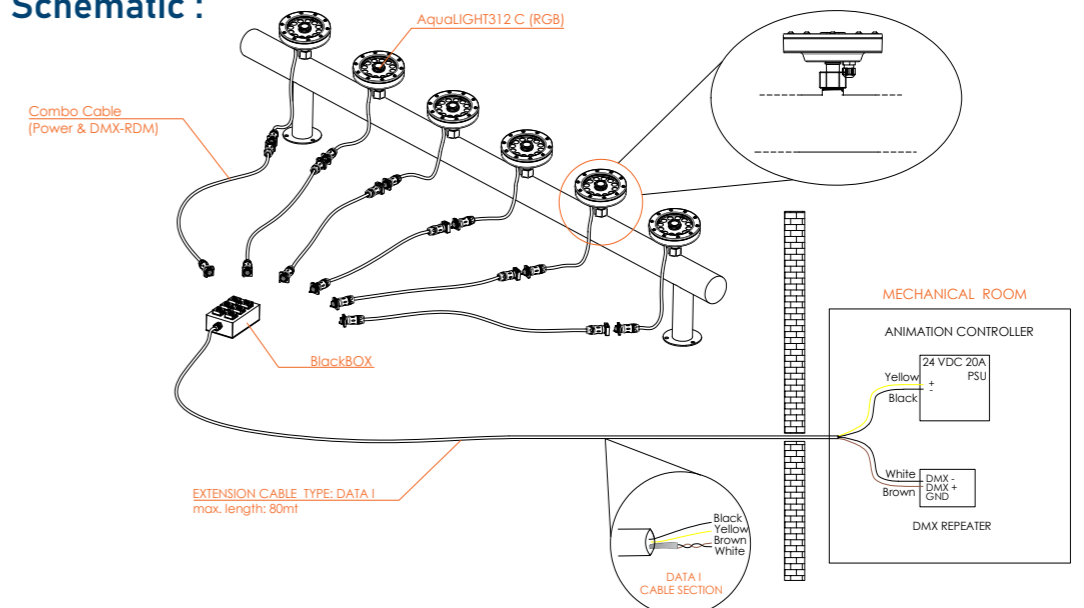 Schematic :
AquaLIGHT312 C (RGB)
Combo Cable
(Power & DMX-RDM)
BlackBOX
EXTENSION CABLE TYPE: DATA I
max. length: 80mt
Black
Yellow
Brown
White
DATA I
CABLE SECTION
MECHANICAL ROOM
ANIMATION CONTROLLER
24 VDC 20A
PSU
Yellow
+
-
Black
White
Brown
DMX -
DMX +
GND
DMX REPEATER